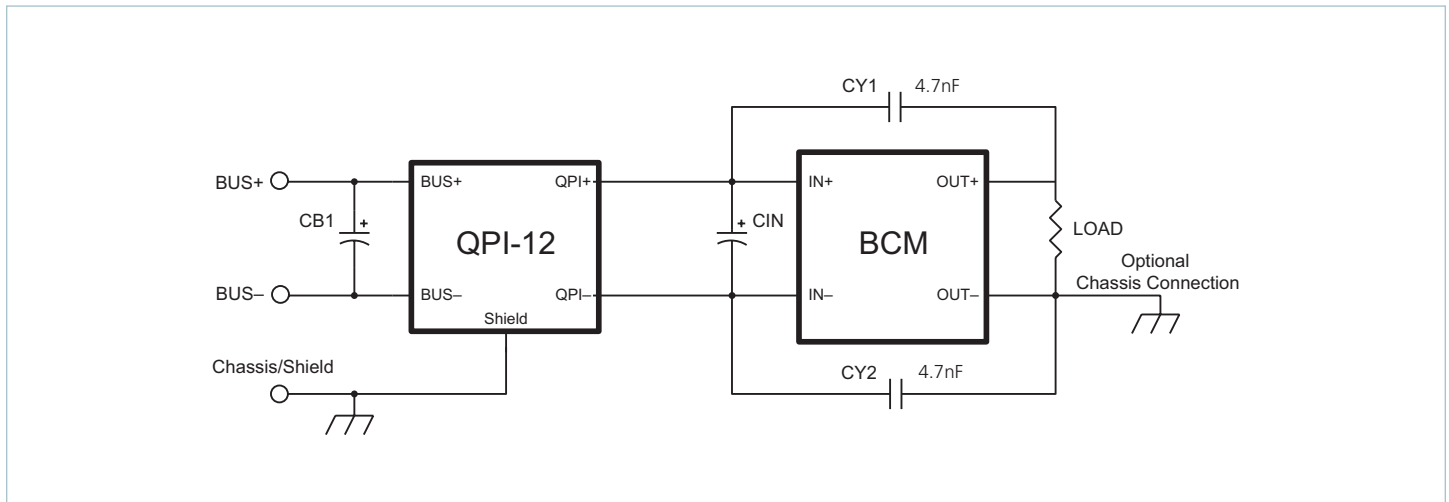 CY1 4.7nF
BUS+
BUS+ QPI+
IN+ OUT+
CB1 +
QPI-12
+ CIN
BCM
LOAD
Optional
Chassis Connection
BUS–
BUS– QPI–
IN– OUT–
Shield
Chassis/Shield
CY2 4.7nF